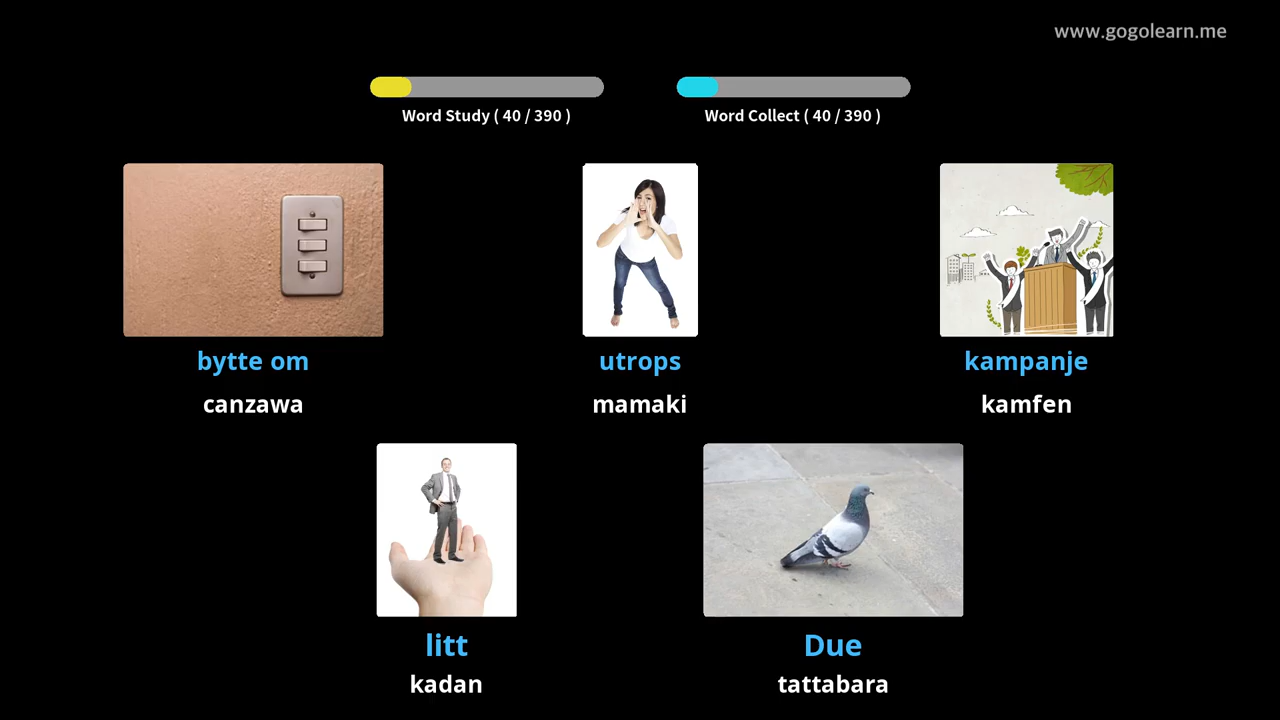 www.gogolearn.me
Word Study ( 40 / 390 )
Word Collect ( 40 / 390 )
bytte om
canzawa
utrops
mamaki
kampanje
kamfen
litt
kadan
Due
tattabara